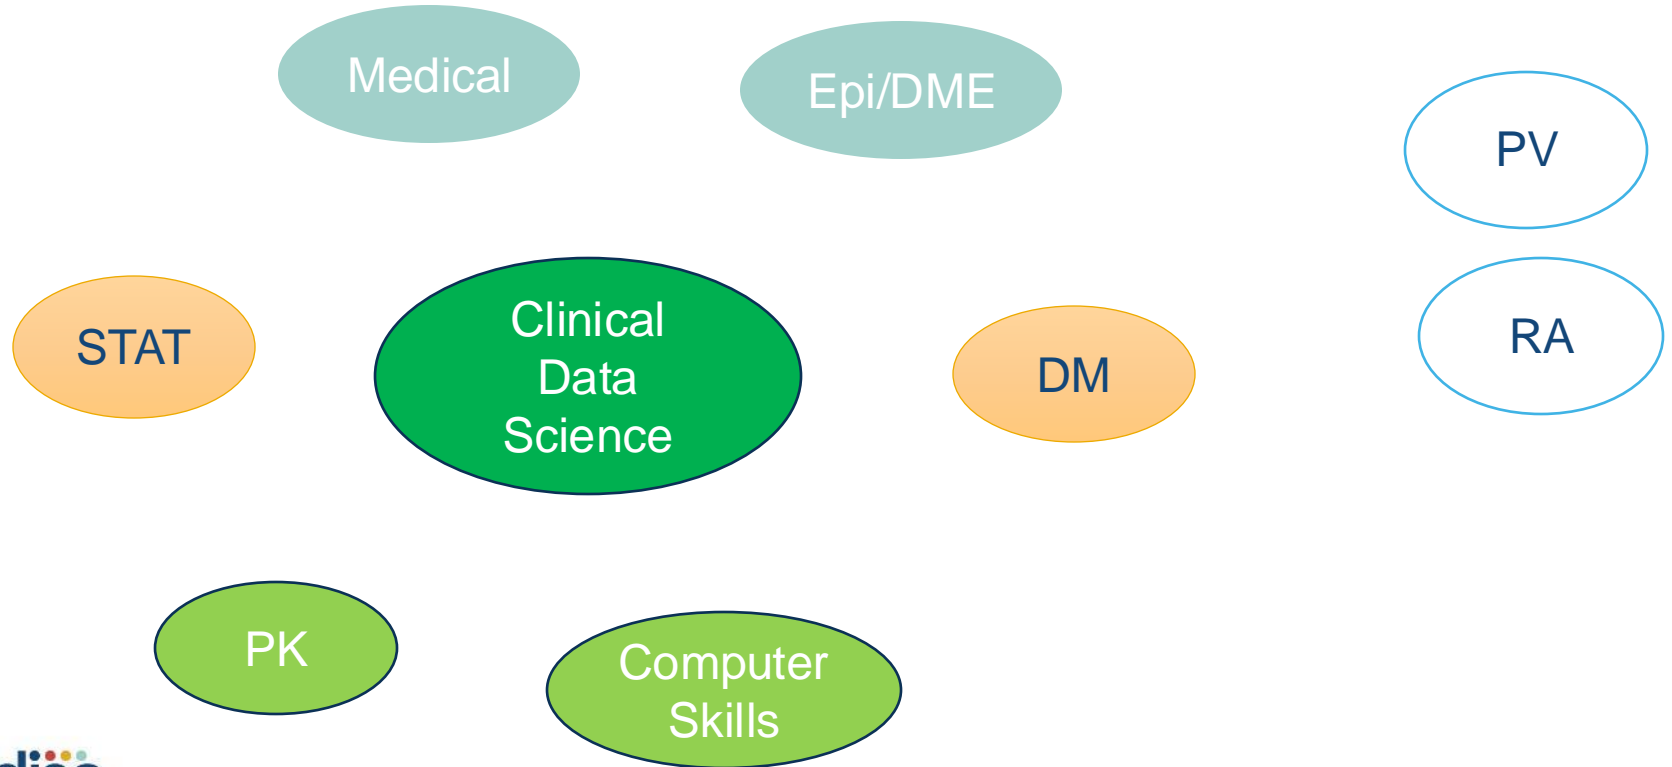 Medical
Epi/DME
PV
Clinical
Data
Science
STAT
DM
RA
PK
Computer
Skills